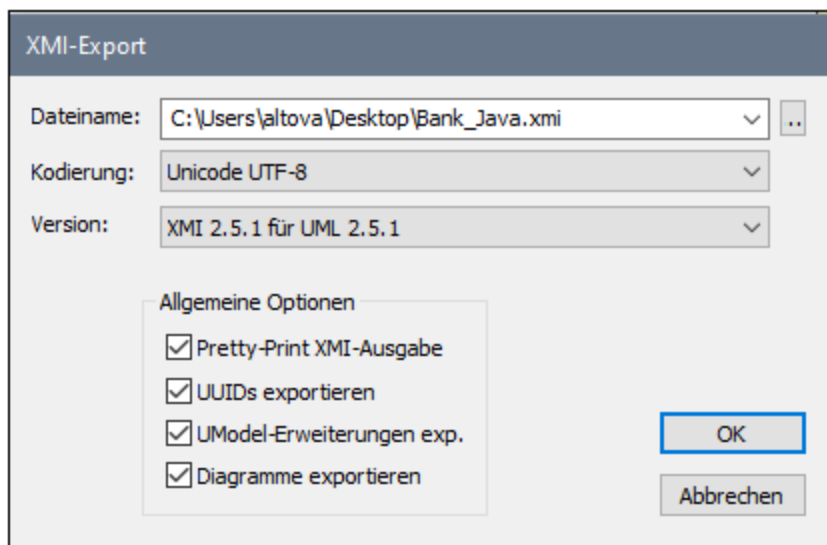 XMI-Export
Dateiname: C:\Users\altova\Desktop\Bank_Java.xmi ..
Kodierung: Unicode UTF-8
Version: XMI 2.5.1 für UML 2.5.1
Allgemeine Optionen
Pretty-Print XMI-Ausgabe
UUIDs exportieren
UModel-Erweiterungen exp.
Diagramme exportieren
OK
Abbrechen